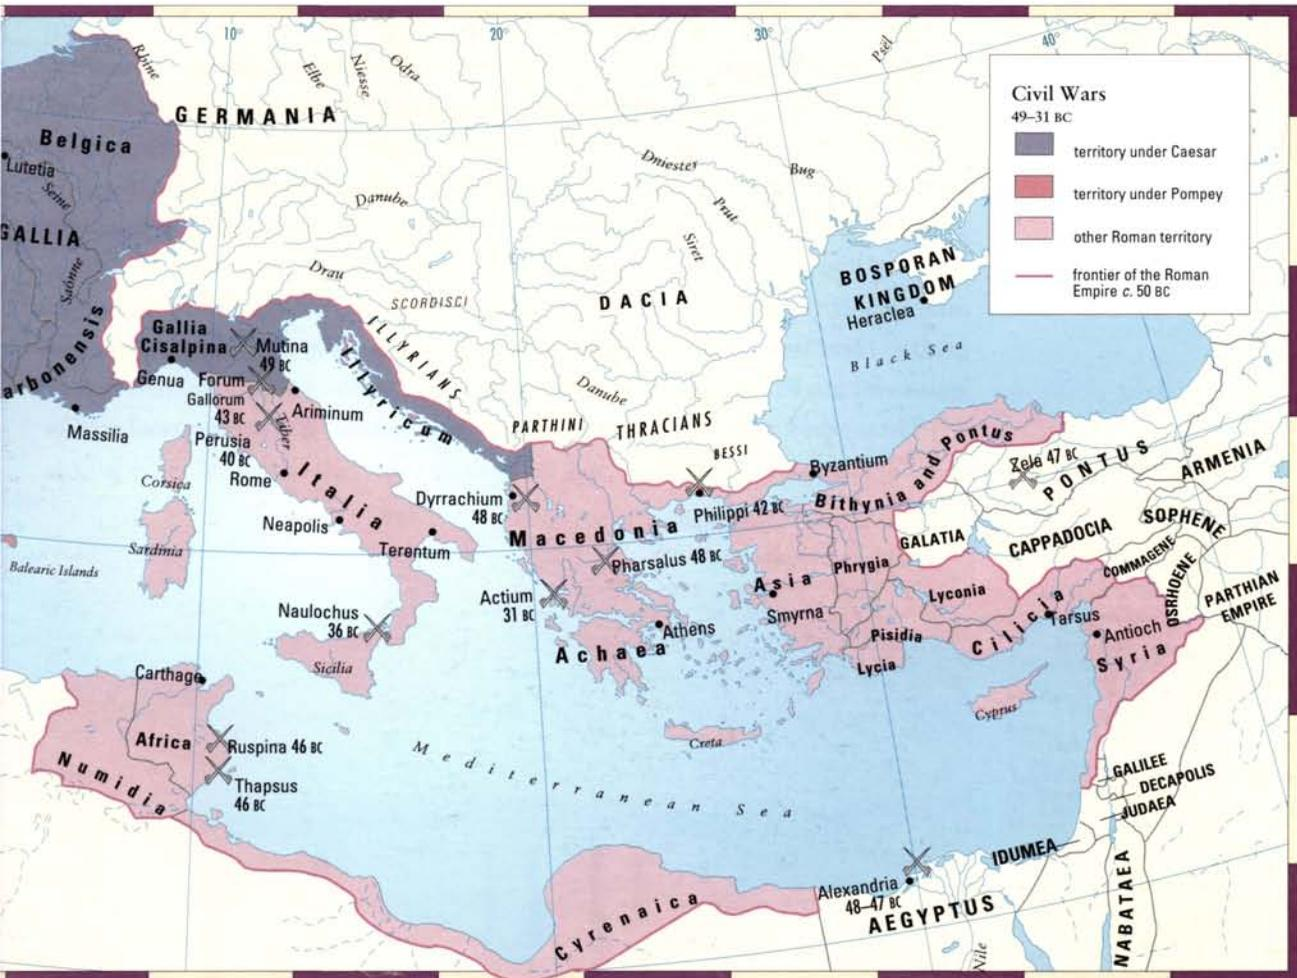 10°
20°
30°
40°
Rhine
Elbe
Niesse
Odra
Psël
Civil Wars
49–31 BC
territory under Caesar
territory under Pompey
other Roman territory
frontier of the Roman
Empire c. 50 BC
GERMANIA
Belgica
Lutetia
Seine
GALLIA
Saônne
arbonensis
Massilia
Danube
Drau
SCORDISCI
Dniester
Bug
Prut
Siret
DACIA
BOSPORAN
KINGDOM
Heraclea
Black Sea
Gallia
Cisalpina
Mutina
49 BC
Genua
Forum
Gallorum
43 BC
Ariminum
Tiber
Perusia
40 BC
Rome
ILLYRIANS
Illyricum
Danube
PARTHINI
THRACIANS
BESSI
Italia
Corsica
Sardinia
Balearic Islands
Neapolis
Terentum
Dyrrachium
48 BC
Macedonia
Philippi 42 BC
Byzantium
Bithynia and Pontus
Zela 47 BC
PONTUS
ARMENIA
Pharsalus 48 BC
Actium
31 BC
Athens
Achaea
Asia
Smyrna
Phrygia
GALATIA
CAPPADOCIA
SOPHENE
COMMAGENE
OSRHOENE
PARTHIAN
EMPIRE
Lyconia
Pisidia
Lycia
Cilicia
Tarsus
Antioch
Syria
Cyprus
Naulochus
36 BC
Sicilia
Carthage
Africa
Numidia
Ruspina 46 BC
Thapsus
46 BC
Mediterranean Sea
Creta
GALILEE
DECAPOLIS
JUDAEA
IDUMEA
Alexandria
48–47 BC
AEGYPTUS
Cyrenaica
Nile
NABATAEA